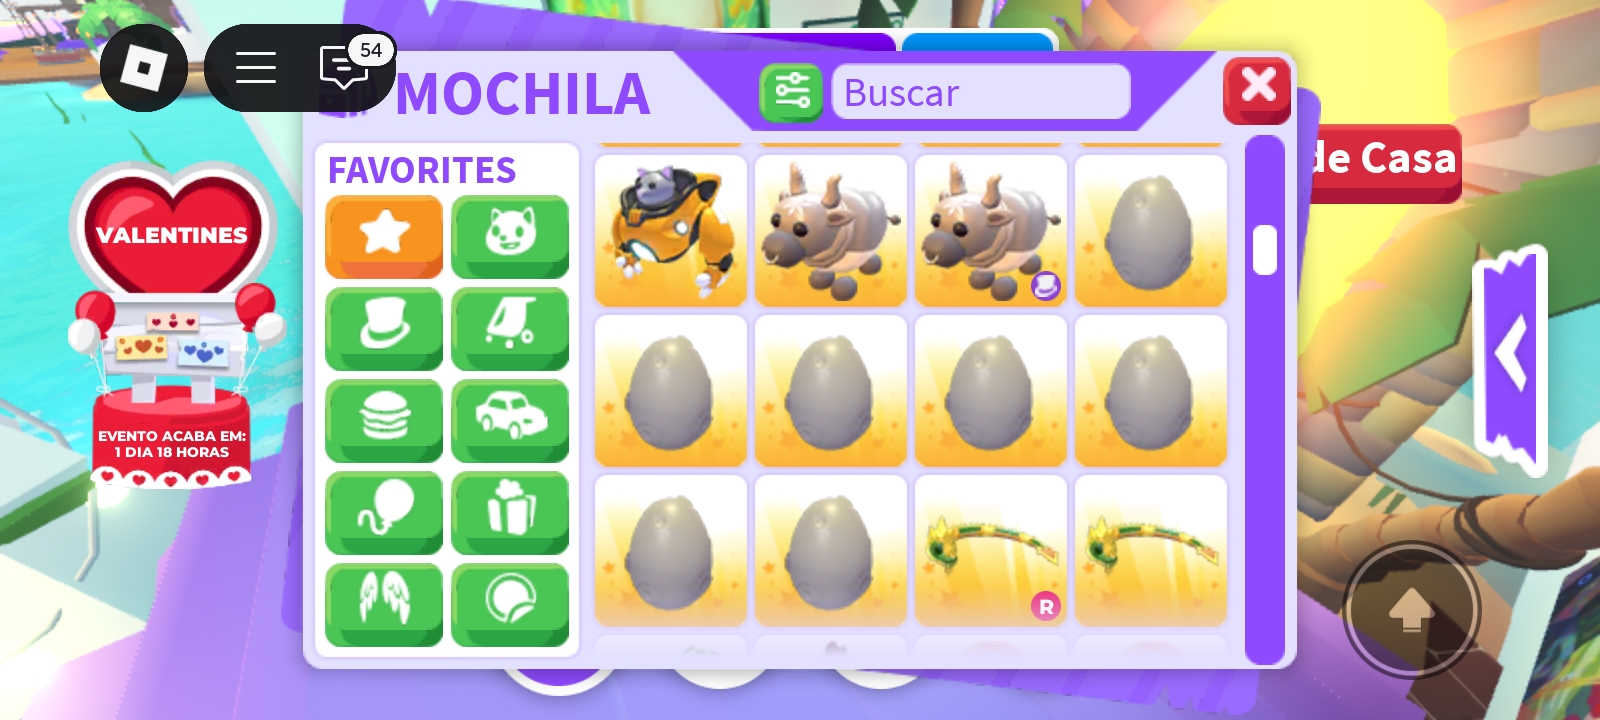 54
MOCHILA
Buscar
FAVORITES
de Casa
VALENTINES
EVENTO ACABA EM:
1 DIA 18 HORAS
R